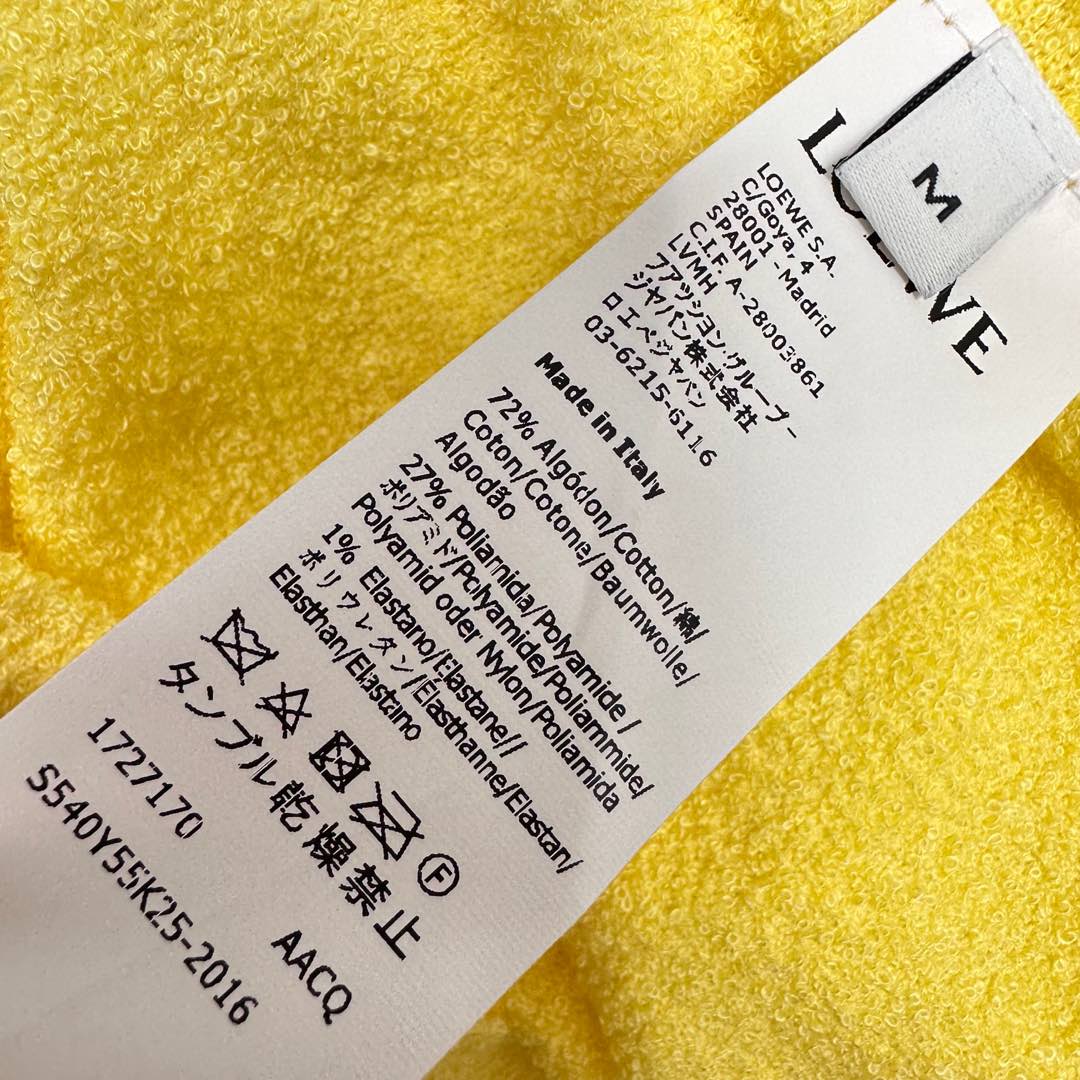 M
LOEWE
LOEWE S.A.
C/Goya, 4
28001 - Madrid
SPAIN
C.I.F. A-28003861
LVMH
ファッション・グループ -
ジャパン株式会社
ロエベジャパン
03-6215-6116
Made in Italy
72% Algódon/Cotton/綿/
Coton/Cotone/Baumwolle/
Algodão
27% Poliamida/Polyamide/
ポリアミド/Polyamide/Poliammide/
Polyamid oder Nylon/Poliamida
1% Elastano/Elastane//
ポリウレタン/Elasthanne/Elastan/
Elasthan/Elastano
F
タンブル乾燥禁止
1727170 AACQ
S540Y55K25-2016